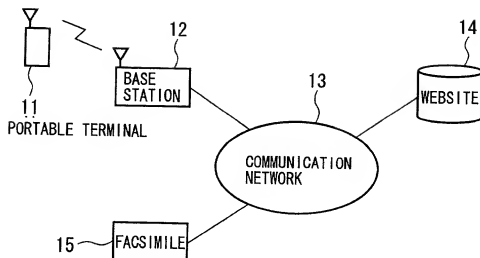 12
14
BASE
STATION
WEBSITE
11
PORTABLE TERMINAL
13
COMMUNICATION
NETWORK
15
FACSIMILE